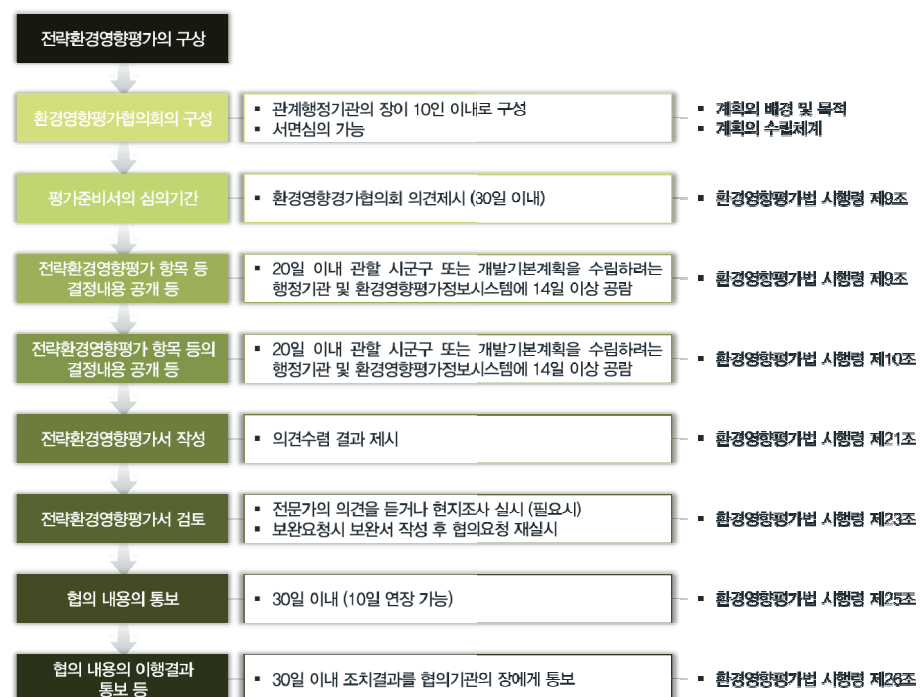 전략환경영향평가의 구상
환경영향평가협의회의 구성
▪ 관계행정기관의 장이 10인 이내로 구성
▪ 서면심의 가능
▪ 계획의 배경 및 목적
▪ 계획의 수립체계
평가준비서의 심의기간
▪ 환경영향경가협의회 의견제시 (30일 이내)
▪ 환경영향평가법 시행령 제9조
전략환경영향평가 항목 등
결정내용 공개 등
▪ 20일 이내 관할 시군구 또는 개발기본계획을 수립하려는
행정기관 및 환경영향평가정보시스템에 14일 이상 공람
▪ 환경영향평가법 시행령 제9조
전략환경영향평가 항목 등의
결정내용 공개 등
▪ 20일 이내 관할 시군구 또는 개발기본계획을 수립하려는
행정기관 및 환경영향평가정보시스템에 14일 이상 공람
▪ 환경영향평가법 시행령 제10조
전략환경영향평가서 작성
▪ 의견수렴 결과 제시
▪ 환경영향평가법 시행령 제21조
전략환경영향평가서 검토
▪ 전문가의 의견을 듣거나 현지조사 실시 (필요시)
▪ 보완요청시 보완서 작성 후 협의요청 재실시
▪ 환경영향평가법 시행령 제23조
협의 내용의 통보
▪ 30일 이내 (10일 연장 가능)
▪ 환경영향평가법 시행령 제25조
협의 내용의 이행결과
통보 등
▪ 30일 이내 조치결과를 협의기관의 장에게 통보
▪ 환경영향평가법 시행령 제26조